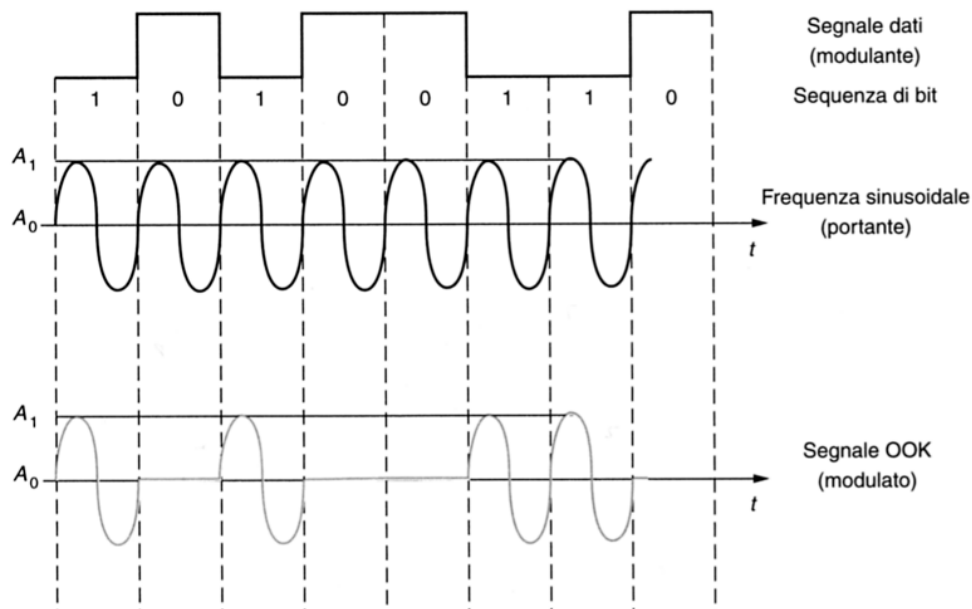 Segnale dati
(modulante)
1 0 1 0 0 1 1 0
Sequenza di bit
A1
A0
t
Frequenza sinusoidale
(portante)
A1
A0
t
Segnale OOK
(modulato)